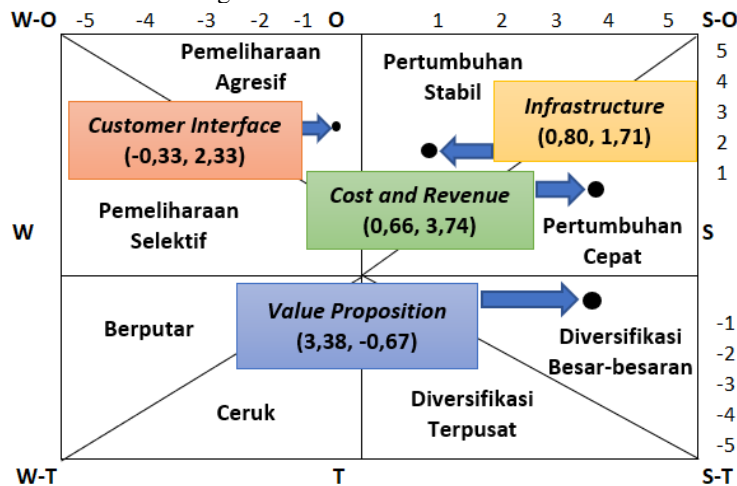 W-O -5 -4 -3 -2 -1 O 1 2 3 4 5 S-O
Pemeliharaan
Agresif
Pertumbuhan
Stabil
5
4
3
2
1
Customer Interface
(-0,33, 2,33)
Infrastructure
(0,80, 1,71)
Cost and Revenue
(0,66, 3,74)
Pemeliharaan
Selektif
Pertumbuhan
Cepat
W
S
Value Proposition
(3,38, -0,67)
Berputar
Diversifikasi
Besar-besaran
Ceruk
Diversifikasi
Terpusat
-1
-2
-3
-4
-5
W-T T S-T